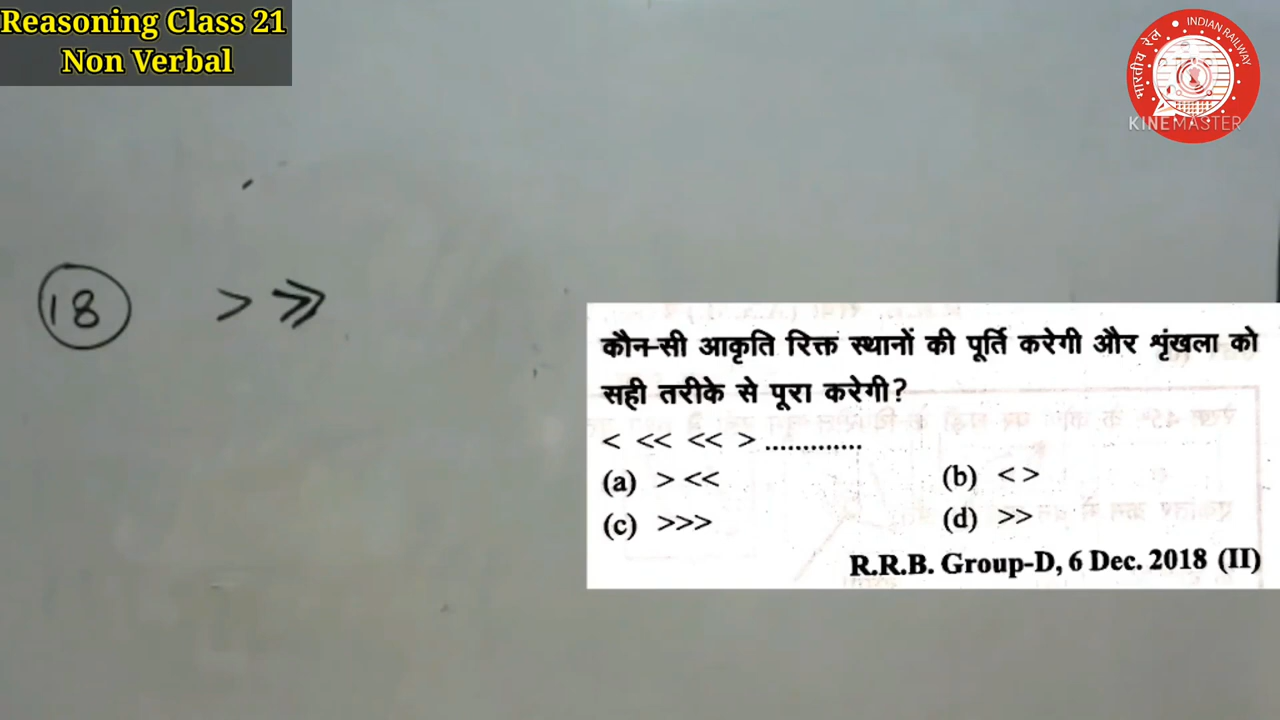 Reasoning Class 21
Non Verbal
भारतीय रेल INDIAN RAILWAY
KINEMASTER
18 > >>
कौन-सी आकृति रिक्त स्थानों की पूर्ति करेगी और शृंखला को
सही तरीके से पूरा करेगी?
< << << > .............
(a) > << (b) < >
(c) >>> (d) >>
R.R.B. Group-D, 6 Dec. 2018 (II)